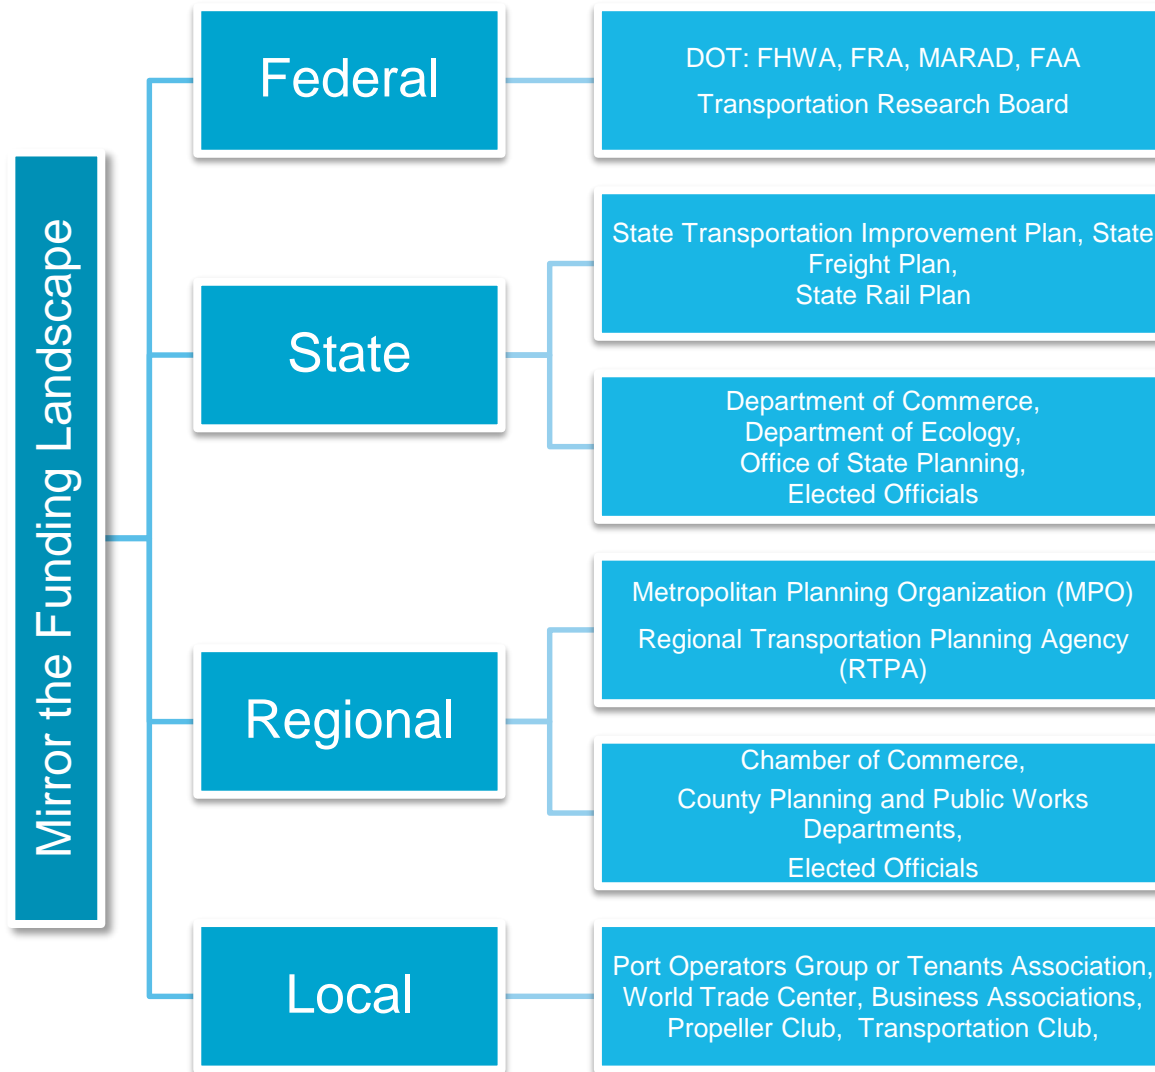 Mirror the Funding Landscape
Federal
DOT: FHWA, FRA, MARAD, FAA
Transportation Research Board
State
State Transportation Improvement Plan, State
Freight Plan,
State Rail Plan
Department of Commerce,
Department of Ecology,
Office of State Planning,
Elected Officials
Regional
Metropolitan Planning Organization (MPO)
Regional Transportation Planning Agency
(RTPA)
Chamber of Commerce,
County Planning and Public Works
Departments,
Elected Officials
Local
Port Operators Group or Tenants Association,
World Trade Center, Business Associations,
Propeller Club,  Transportation Club,